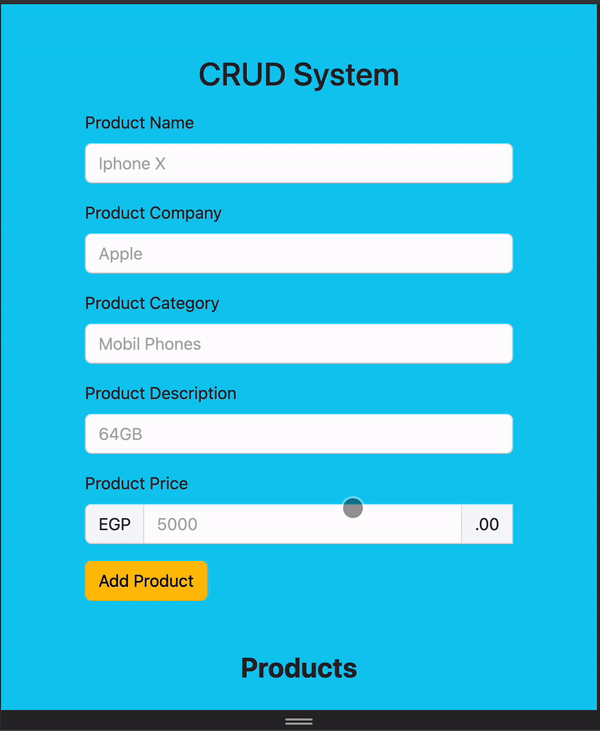 CRUD System
Product Name
Iphone X
Product Company
Apple
Product Category
Mobil Phones
Product Description
64GB
Product Price
EGP 5000 .00
Add Product
Products